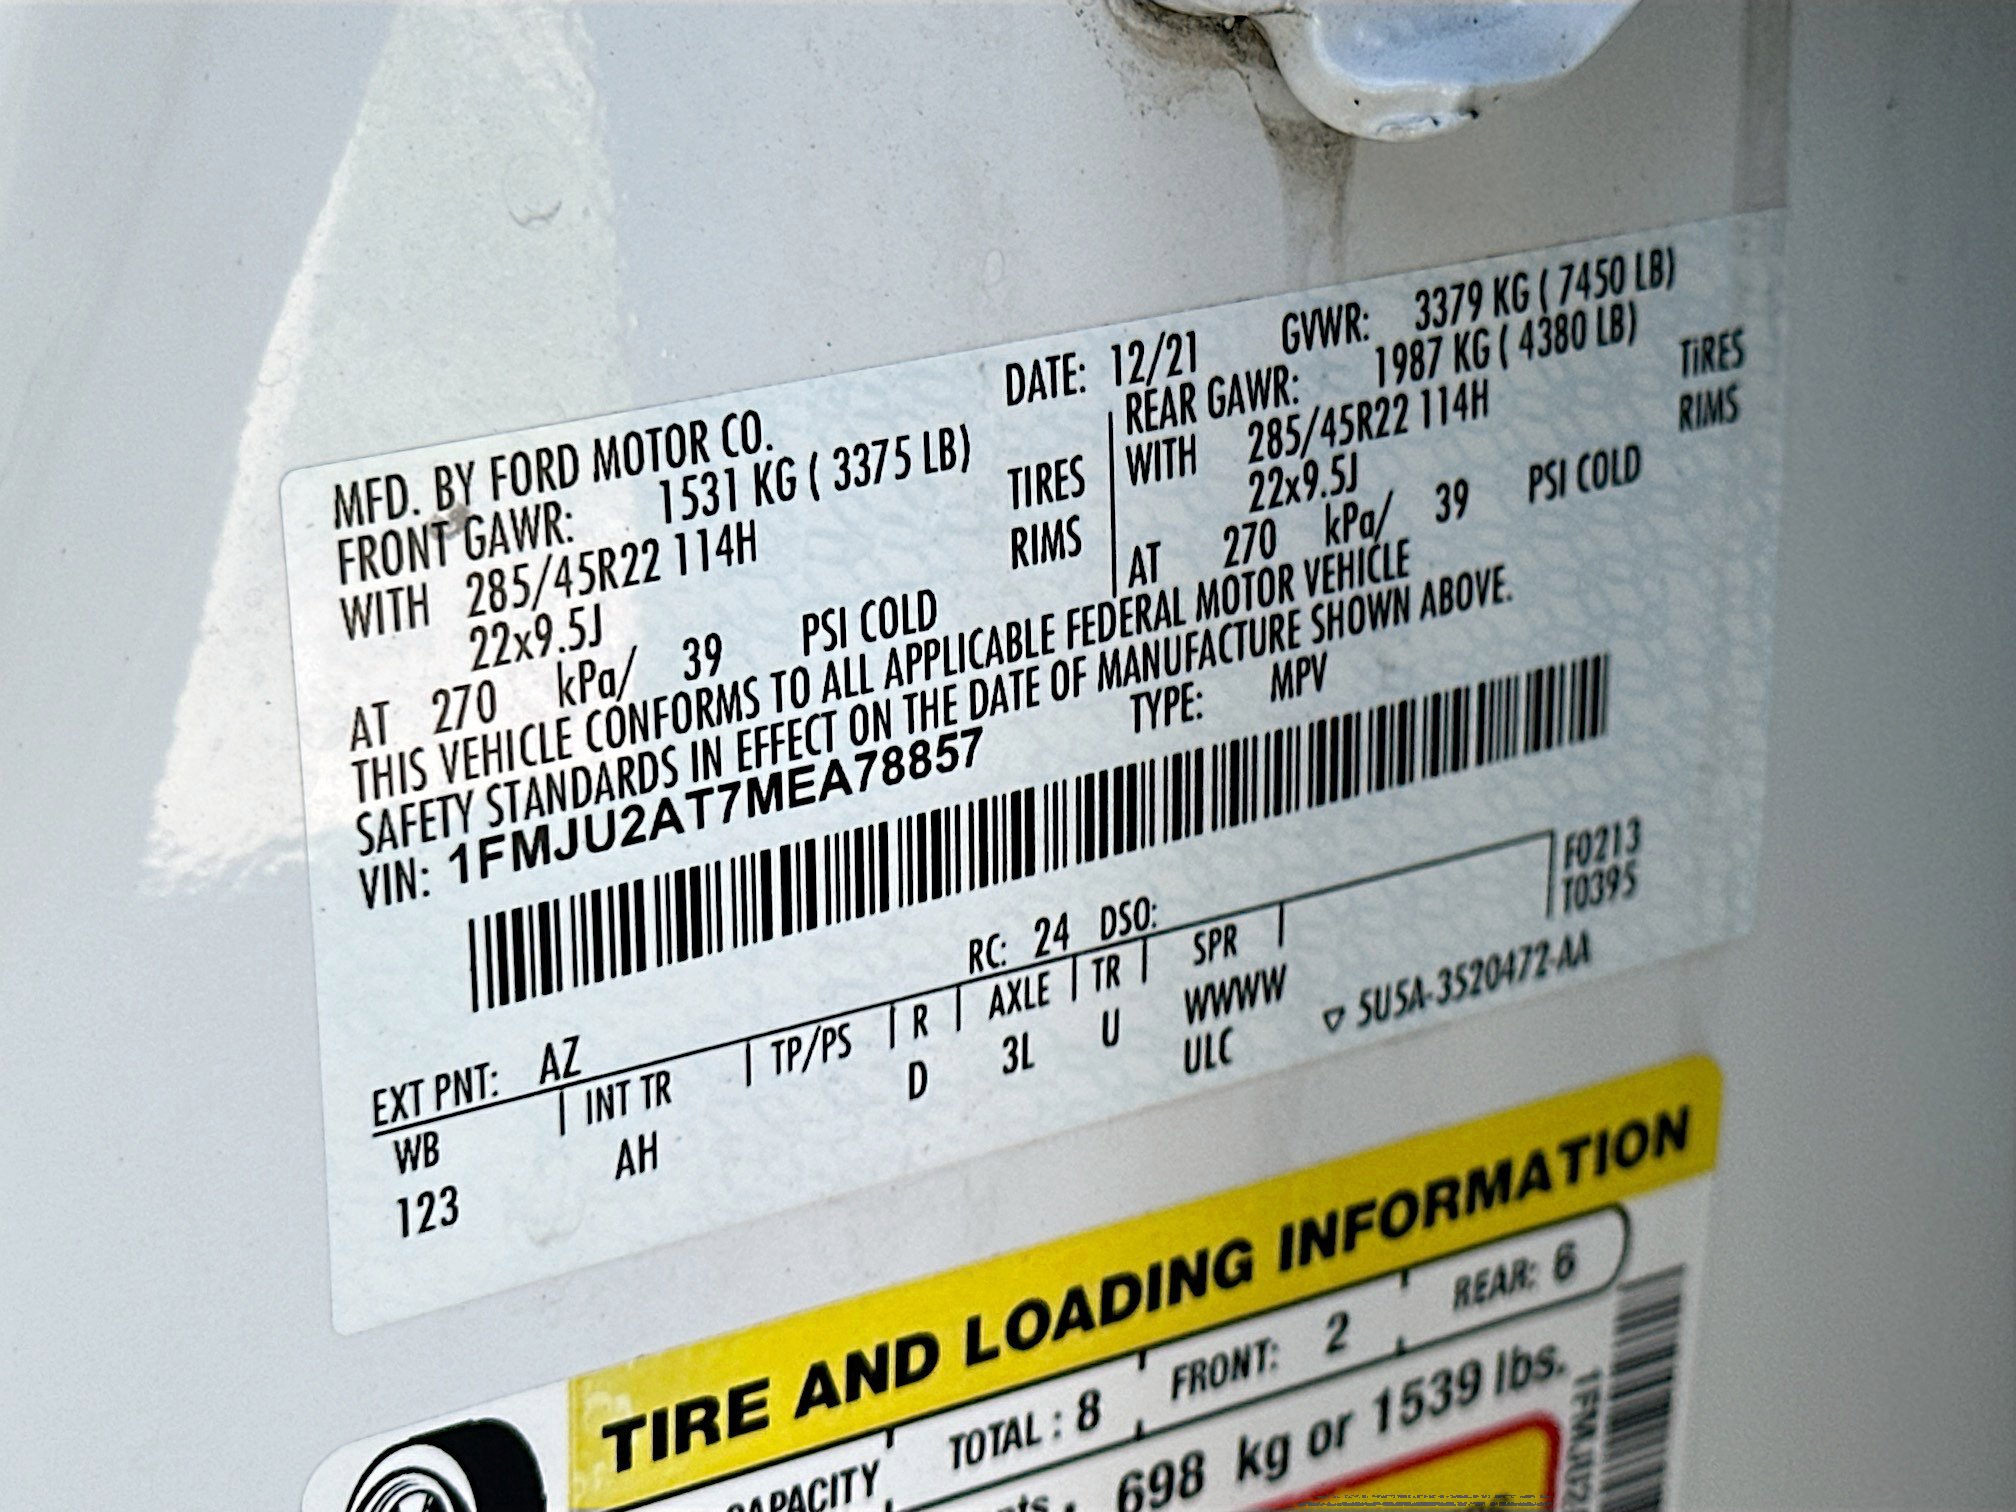 MFD. BY FORD MOTOR CO.
DATE: 12/21 GVWR: 3379 KG ( 7450 LB)
FRONT GAWR: 1531 KG ( 3375 LB)
WITH 285/45R22 114H TIRES
22x9.5J RIMS
AT 270 kPa/ 39 PSI COLD
REAR GAWR: 1987 KG ( 4380 LB)
WITH 285/45R22 114H TIRES
22x9.5J RIMS
AT 270 kPa/ 39 PSI COLD
THIS VEHICLE CONFORMS TO ALL APPLICABLE FEDERAL MOTOR VEHICLE
SAFETY STANDARDS IN EFFECT ON THE DATE OF MANUFACTURE SHOWN ABOVE.
VIN: 1FMJU2AT7MEA78857 TYPE: MPV
F0213
T0395
EXT PNT: AZ RC: 24 DSO:
WB INT TR TP/PS R AXLE TR SPR
123 AH D 3L U WWWW
ULC
5U5A-3520472-AA
TIRE AND LOADING INFORMATION
CAPACITY TOTAL : 8 FRONT: 2 REAR: 6
698 kg or 1539 lbs.